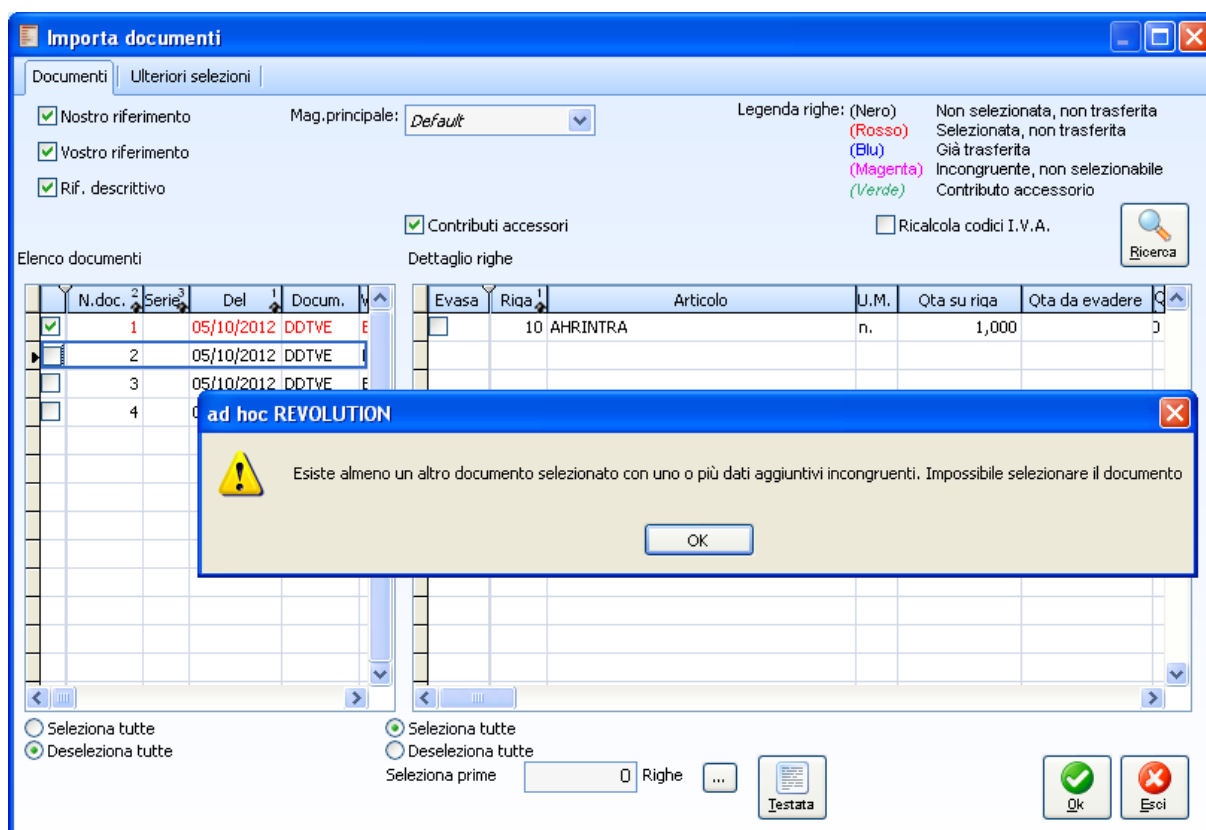 Importa documenti
Documenti Ulteriori selezioni
Nostro riferimento
Mag.principale: Default
Legenda righe: (Nero) Non selezionata, non trasferita
(Rosso) Selezionata, non trasferita
Vostro riferimento
(Blu) Già trasferita
(Magenta) Incongruente, non selezionabile
Rif. descrittivo
(Verde) Contributo accessorio
Contributi accessori
Ricalcola codici I.V.A.
Ricerca
Elenco documenti
Dettaglio righe
N.doc. 2 Serie 3 Del 1 Docum. Evasa Riga 1 Articolo U.M. Qta su riga Qta da evadere Q
1 05/10/2012 DDTVE 10 AHRINTRA n. 1,000
2 05/10/2012 DDTVE
3 05/10/2012 DDTVE
4
ad hoc REVOLUTION
Esiste almeno un altro documento selezionato con uno o più dati aggiuntivi incongruenti. Impossibile selezionare il documento
OK
Seleziona tutte
Deseleziona tutte
Seleziona tutte
Deseleziona tutte
Seleziona prime 0 Righe ...
Testata
Ok
Esci